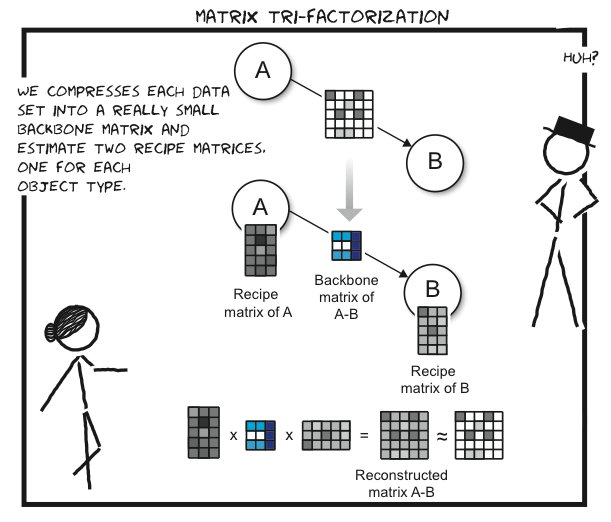 MATRIX TRI-FACTORIZATION
HUH?
WE COMPRESSES EACH DATA
SET INTO A REALLY SMALL
BACKBONE MATRIX AND
ESTIMATE TWO RECIPE MATRICES,
ONE FOR EACH
OBJECT TYPE.
A
B
A
Recipe
matrix of A
Backbone
matrix of
A-B
B
Recipe
matrix of B
x x = ≈
Reconstructed
matrix A-B